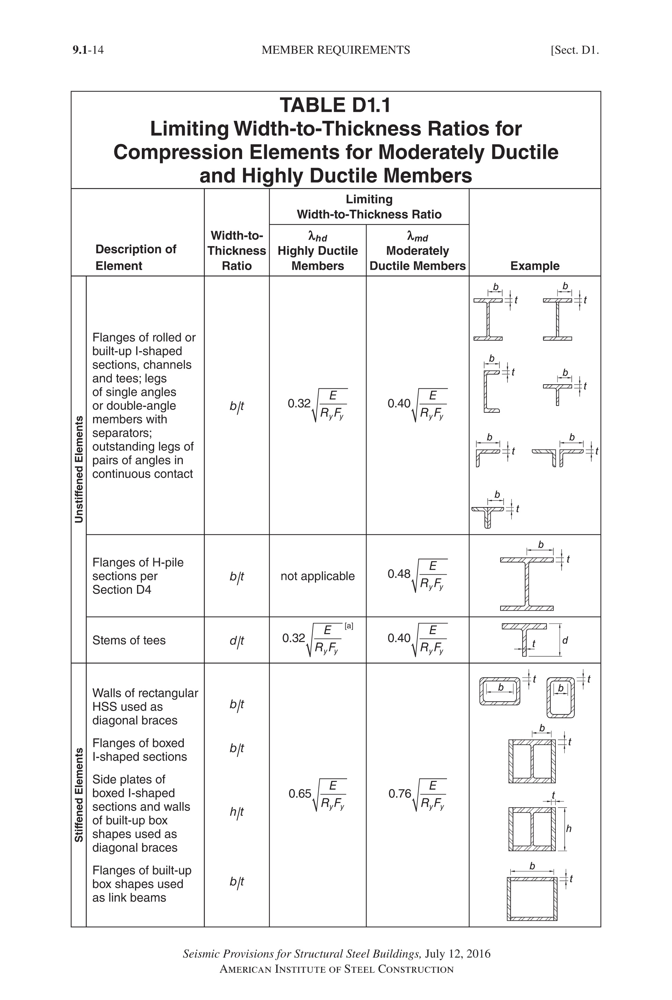 9.1-14 MEMBER REQUIREMENTS [Sect. D1.
TABLE D1.1
Limiting Width-to-Thickness Ratios for
Compression Elements for Moderately Ductile
and Highly Ductile Members
Description of
Element
Width-to-
Thickness
Ratio
Limiting
Width-to-Thickness Ratio
λhd
Highly Ductile
Members
λmd
Moderately
Ductile Members
Example
Unstiffened Elements
Flanges of rolled or
built-up I-shaped
sections, channels
and tees; legs
of single angles
or double-angle
members with
separators;
outstanding legs of
pairs of angles in
continuous contact
b/t
0.32√(E/RyFy)
0.40√(E/RyFy)
b t b t
b t b t
b t b t
b t
Flanges of H-pile
sections per
Section D4
b/t
not applicable
0.48√(E/RyFy)
b t
Stems of tees
d/t
0.32√(E/RyFy) [a]
0.40√(E/RyFy)
t d
Stiffened Elements
Walls of rectangular
HSS used as
diagonal braces
b/t
Flanges of boxed
I-shaped sections
b/t
Side plates of
boxed I-shaped
sections and walls
of built-up box
shapes used as
diagonal braces
h/t
Flanges of built-up
box shapes used
as link beams
b/t
0.65√(E/RyFy)
0.76√(E/RyFy)
b t b t
b t
t h
b t
Seismic Provisions for Structural Steel Buildings, July 12, 2016
AMERICAN INSTITUTE OF STEEL CONSTRUCTION